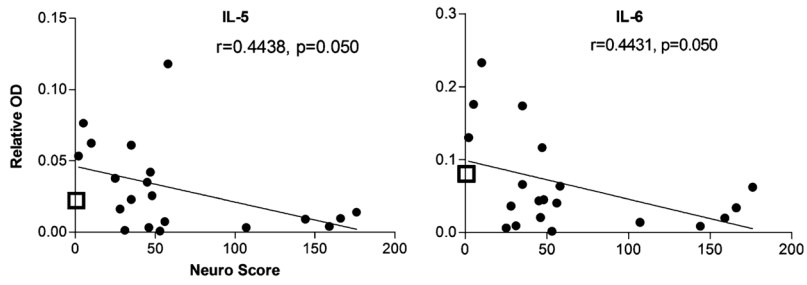 IL-5
r=0.4438, p=0.050
Relative OD
0.15
0.10
0.05
0.00
0 50 100 150 200
Neuro Score
IL-6
r=0.4431, p=0.050
0.3
0.2
0.1
0.0
0 50 100 150 200